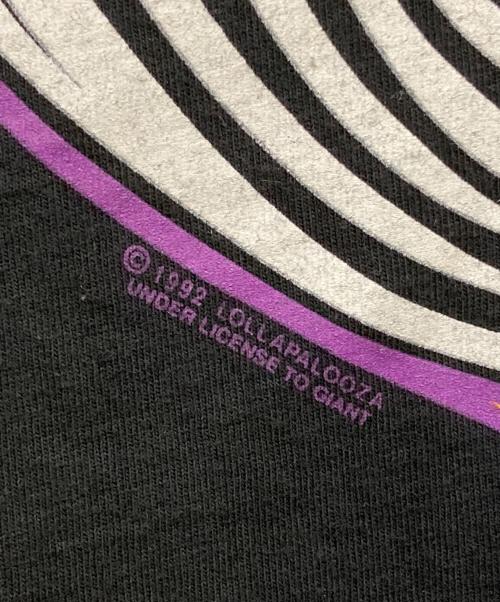 © 1992 LOLLAPALOOZA
UNDER LICENSE TO GIANT